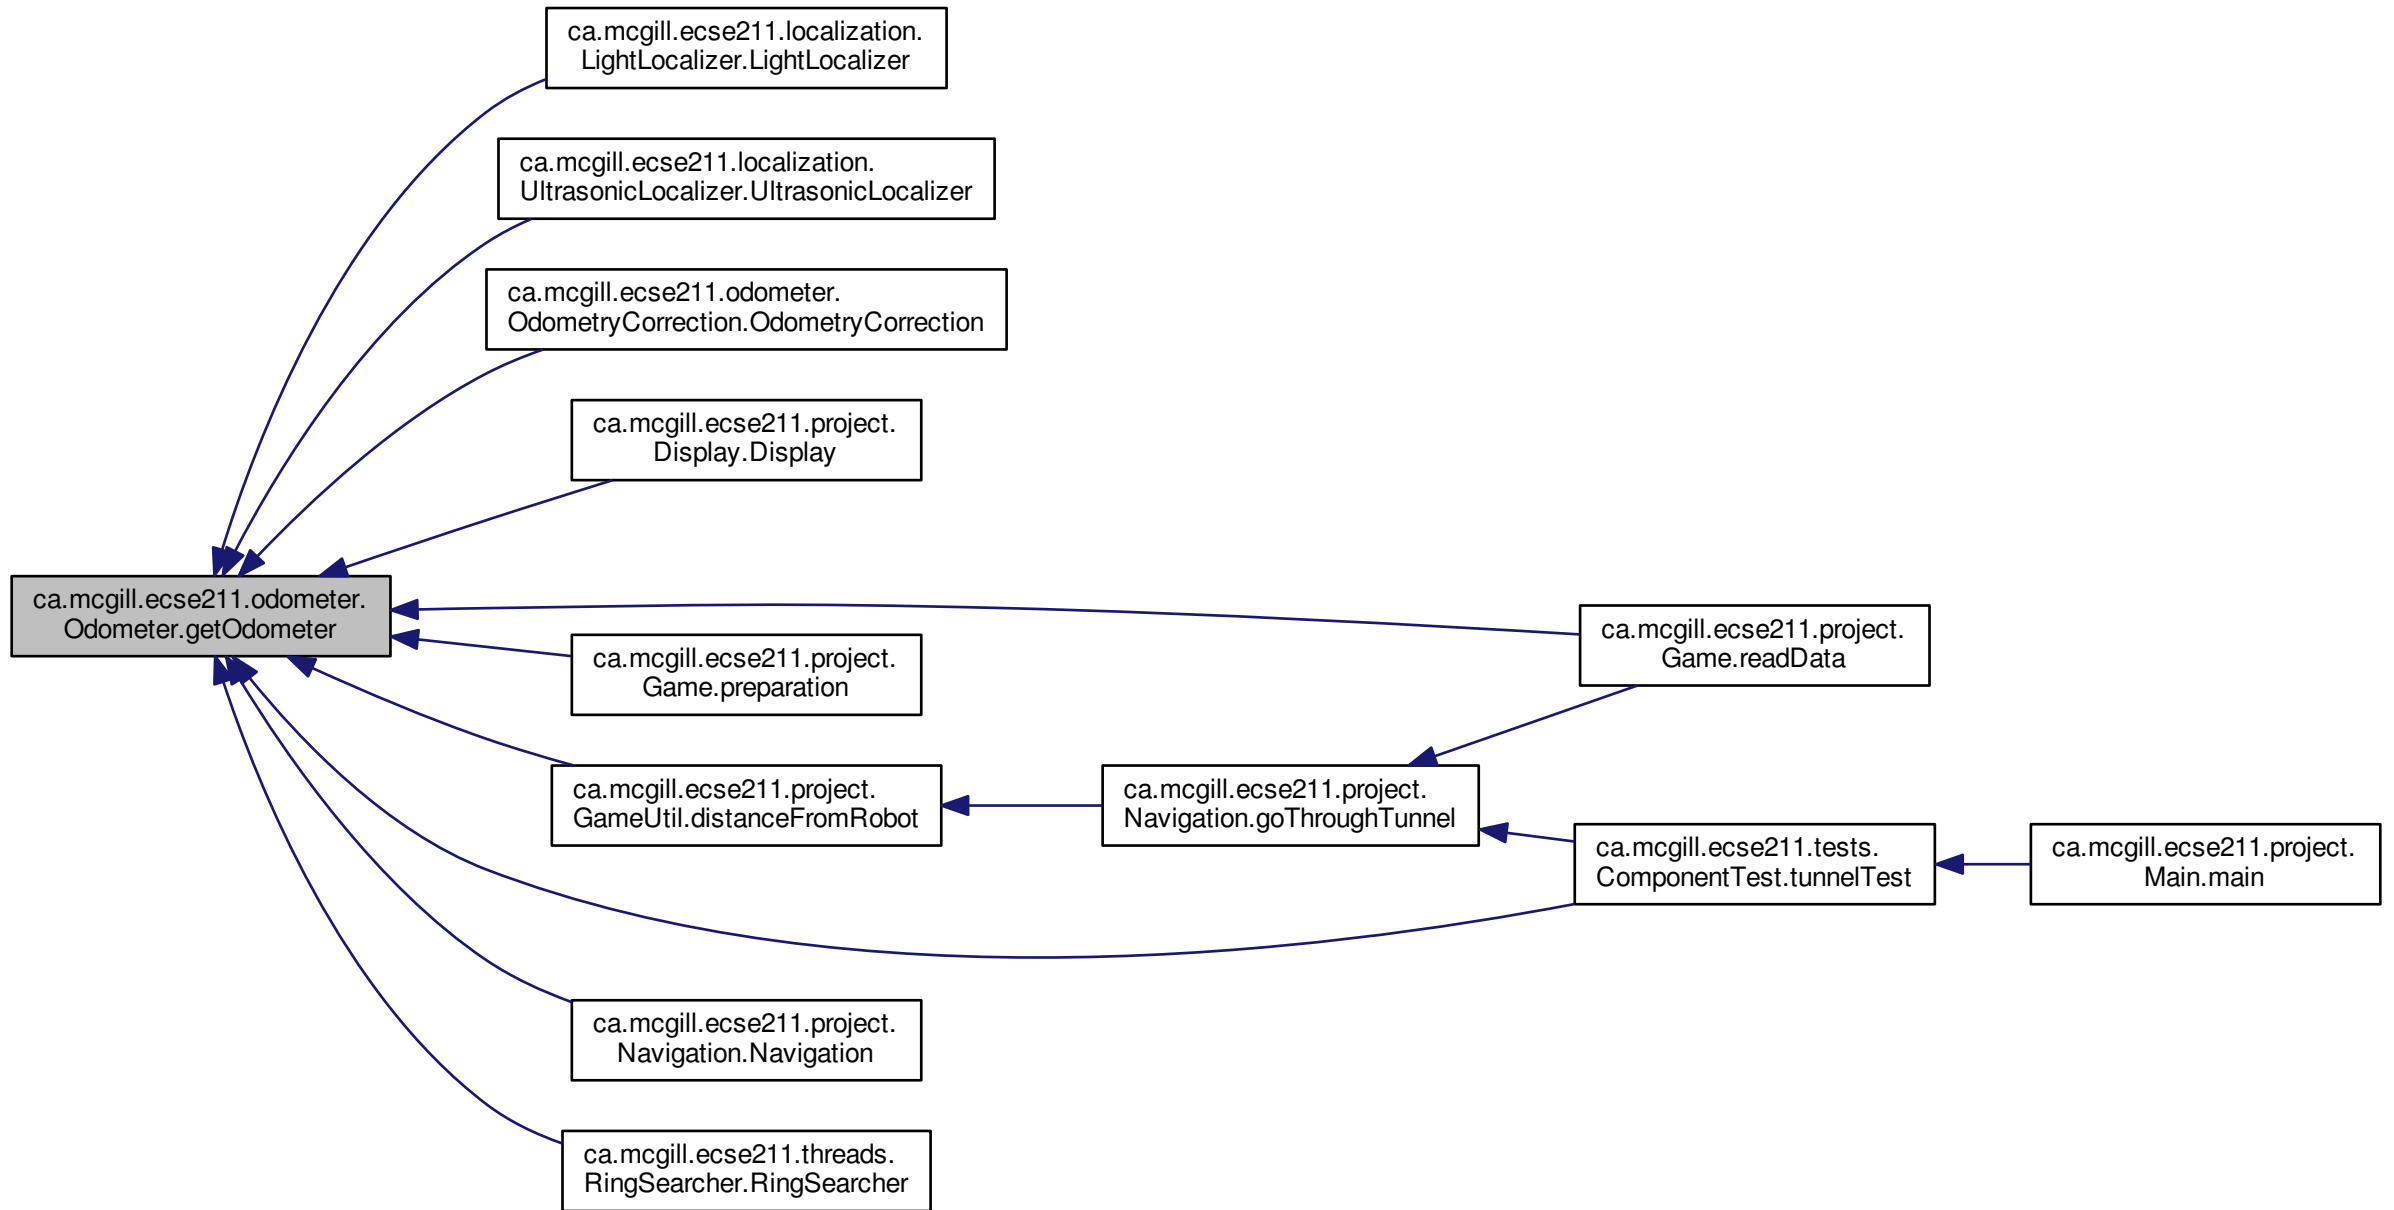 ca.mcgill.ecse211.localization.
LightLocalizer.LightLocalizer
ca.mcgill.ecse211.localization.
UltrasonicLocalizer.UltrasonicLocalizer
ca.mcgill.ecse211.odometer.
OdometryCorrection.OdometryCorrection
ca.mcgill.ecse211.project.
Display.Display
ca.mcgill.ecse211.odometer.
Odometer.getOdometer
ca.mcgill.ecse211.project.
Game.readData
ca.mcgill.ecse211.project.
Game.preparation
ca.mcgill.ecse211.project.
GameUtil.distanceFromRobot
ca.mcgill.ecse211.project.
Navigation.goThroughTunnel
ca.mcgill.ecse211.tests.
ComponentTest.tunnelTest
ca.mcgill.ecse211.project.
Main.main
ca.mcgill.ecse211.project.
Navigation.Navigation
ca.mcgill.ecse211.threads.
RingSearcher.RingSearcher